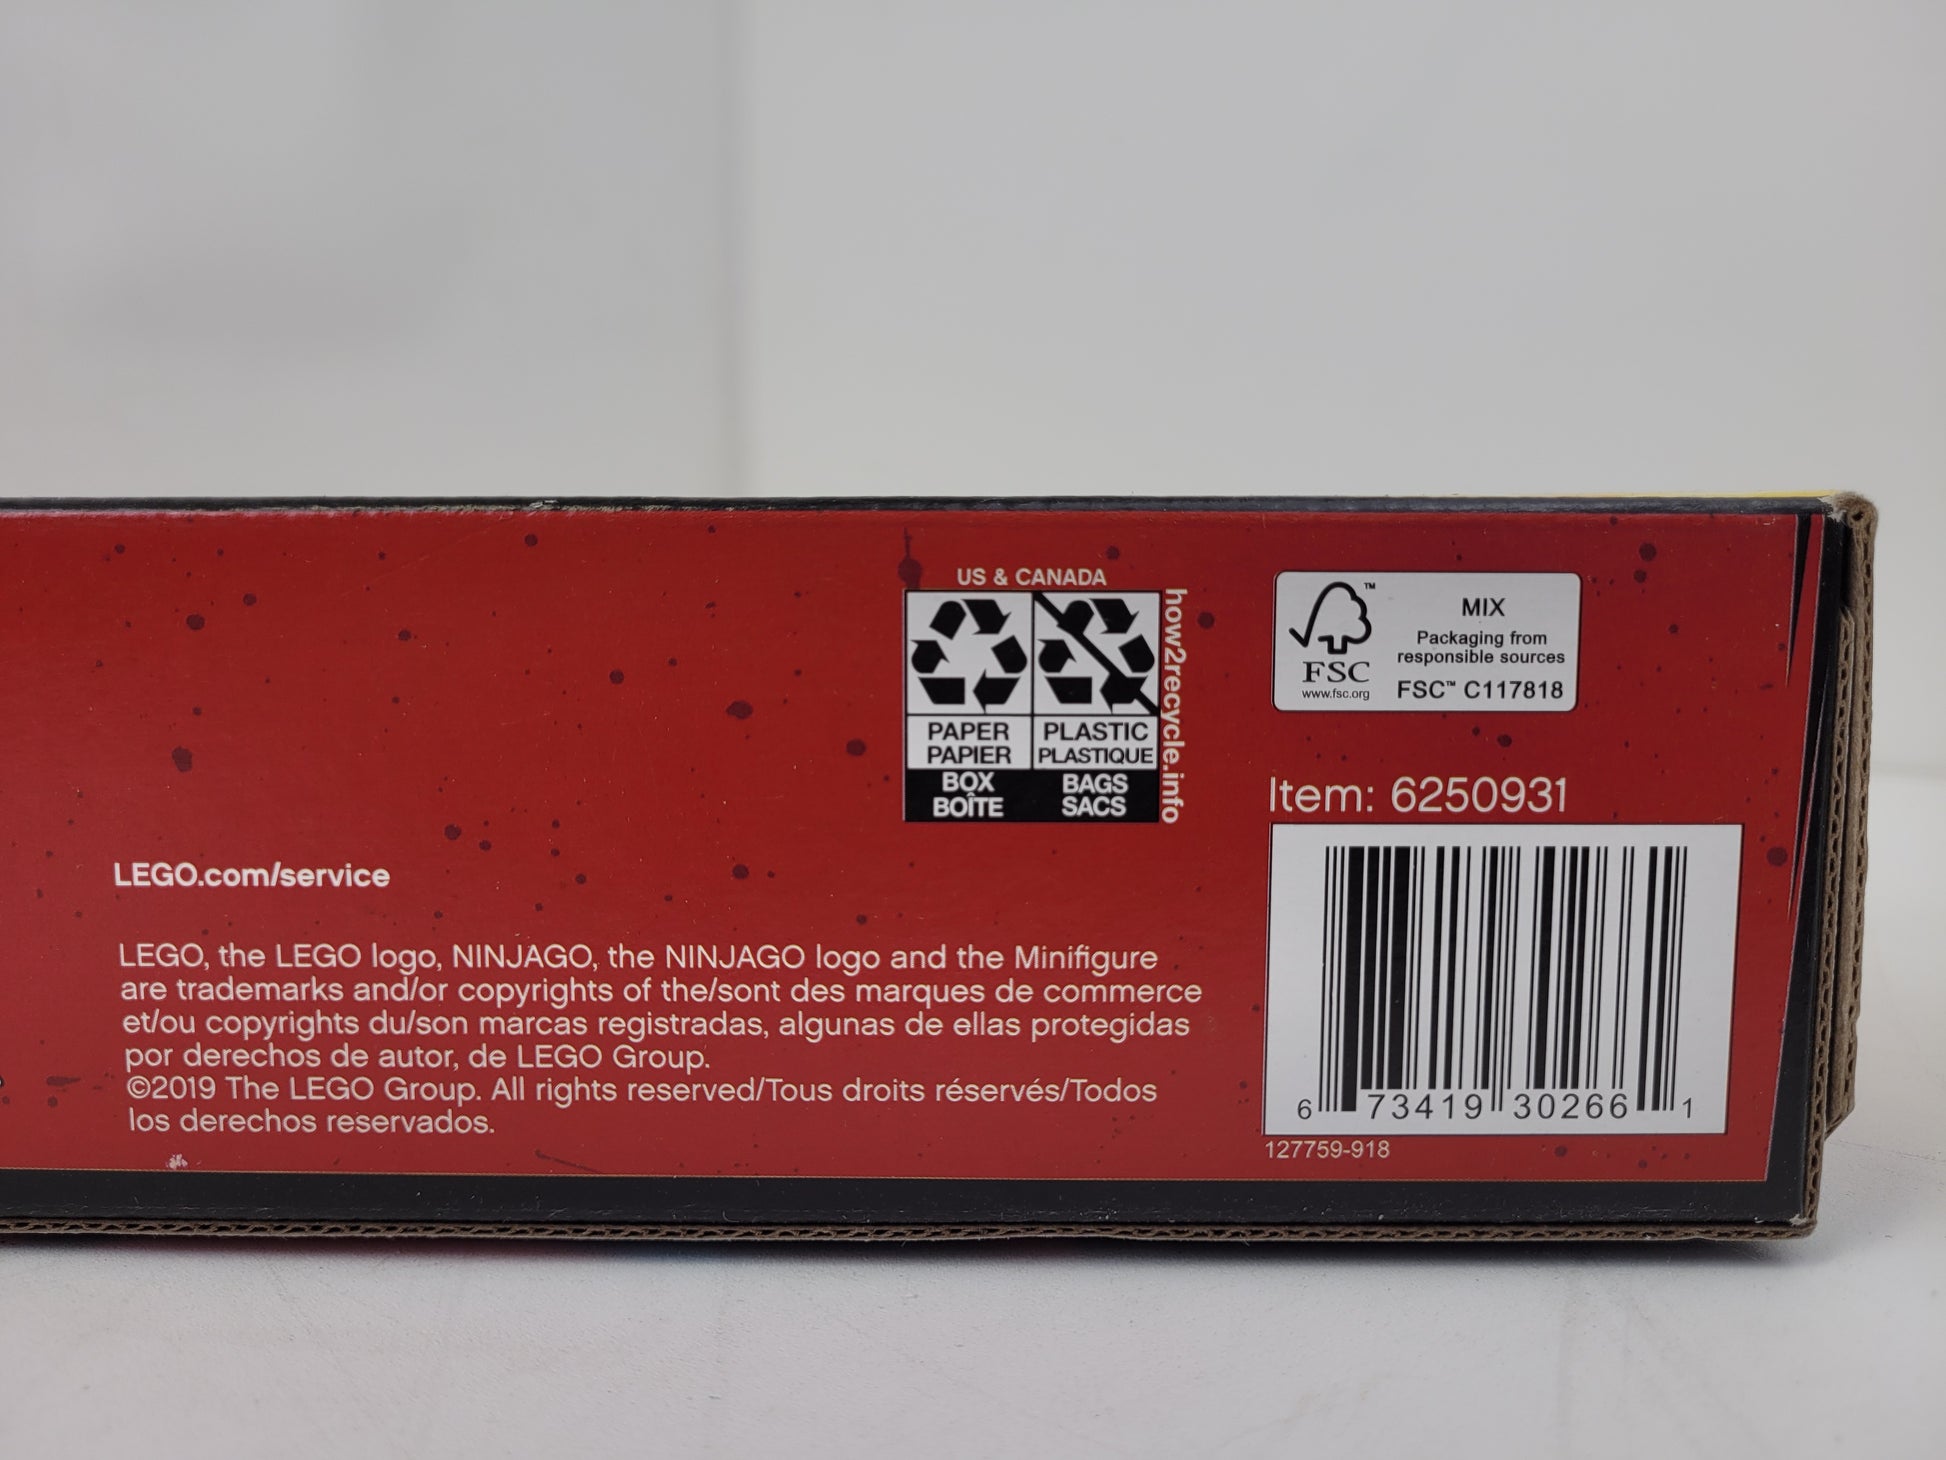 US & CANADA
PAPER
PAPIER
BOX
BOÎTE
PLASTIC
PLASTIQUE
BAGS
SACS
how2recycle.info
FSC
www.fsc.org
™
MIX
Packaging from
responsible sources
FSC™ C117818
Item: 6250931
6 73419 30266 1
127759-918
LEGO.com/service
LEGO, the LEGO logo, NINJAGO, the NINJAGO logo and the Minifigure
are trademarks and/or copyrights of the/sont des marques de commerce
et/ou copyrights du/son marcas registradas, algunas de ellas protegidas
por derechos de autor, de LEGO Group.
©2019 The LEGO Group. All rights reserved/Tous droits réservés/Todos
los derechos reservados.